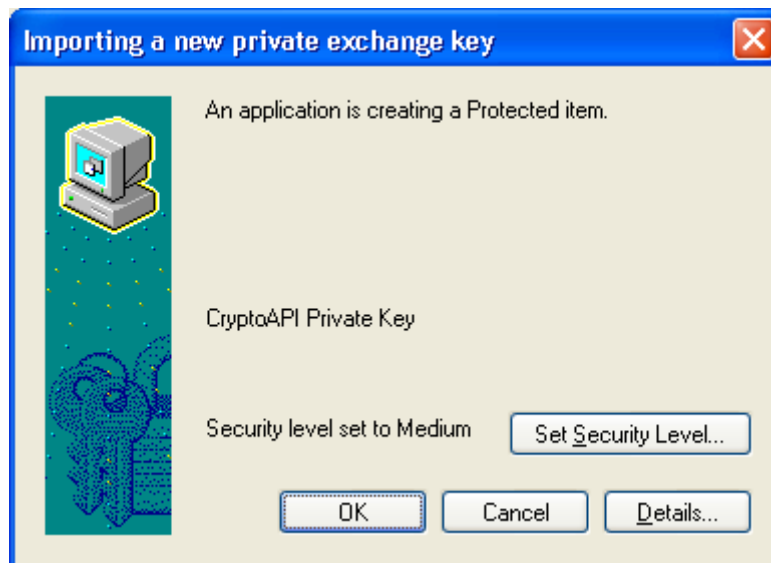 Importing a new private exchange key
An application is creating a Protected item.
CryptoAPI Private Key
Security level set to Medium
Set Security Level...
OK
Cancel
Details...